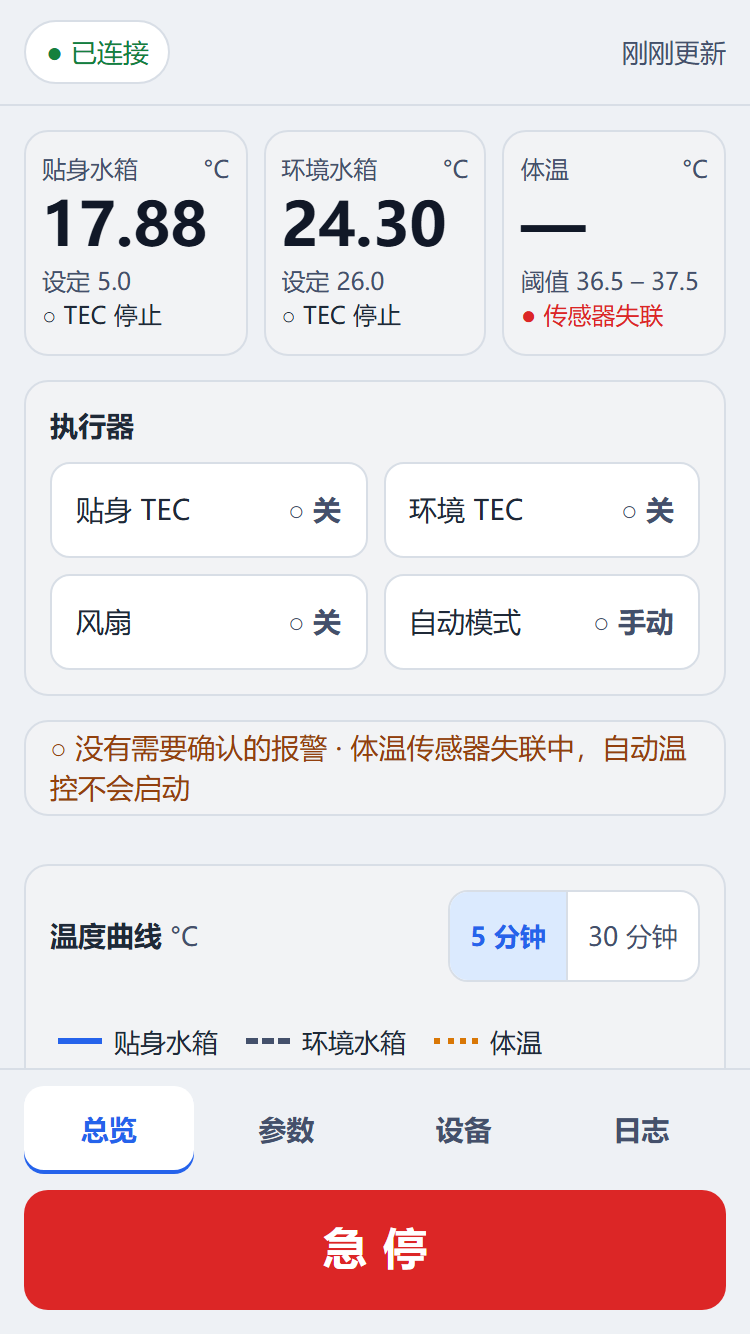 ● 已连接
刚刚更新
贴身水箱 °C
17.88
设定 5.0
○ TEC 停止
环境水箱 °C
24.30
设定 26.0
○ TEC 停止
体温 °C
—
阈值 36.5 – 37.5
● 传感器失联
执行器
贴身 TEC ○ 关
环境 TEC ○ 关
风扇 ○ 关
自动模式 ○ 手动
○ 没有需要确认的报警 · 体温传感器失联中，自动温
控不会启动
温度曲线 °C
5 分钟
30 分钟
贴身水箱
环境水箱
体温
总览
参数
设备
日志
急 停